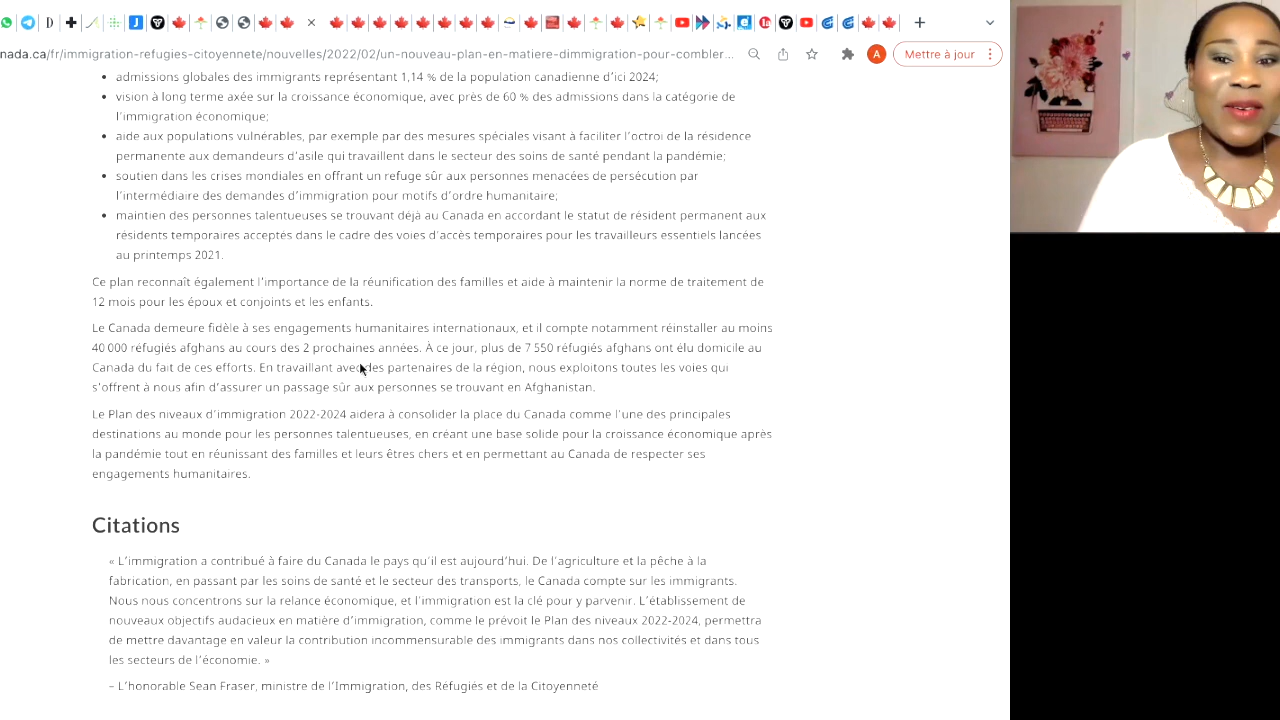 nada.ca/fr/immigration-refugies-citoyennete/nouvelles/2022/02/un-nouveau-plan-en-matiere-dimmigration-pour-combler...
A
Mettre à jour
• admissions globales des immigrants représentant 1,14 % de la population canadienne d'ici 2024;
• vision à long terme axée sur la croissance économique, avec près de 60 % des admissions dans la catégorie de
l'immigration économique;
• aide aux populations vulnérables, par exemple par des mesures spéciales visant à faciliter l'octroi de la résidence
permanente aux demandeurs d'asile qui travaillent dans le secteur des soins de santé pendant la pandémie;
• soutien dans les crises mondiales en offrant un refuge sûr aux personnes menacées de persécution par
l'intermédiaire des demandes d'immigration pour motifs d'ordre humanitaire;
• maintien des personnes talentueuses se trouvant déjà au Canada en accordant le statut de résident permanent aux
résidents temporaires acceptés dans le cadre des voies d'accès temporaires pour les travailleurs essentiels lancées
au printemps 2021.
Ce plan reconnaît également l'importance de la réunification des familles et aide à maintenir la norme de traitement de
12 mois pour les époux et conjoints et les enfants.
Le Canada demeure fidèle à ses engagements humanitaires internationaux, et il compte notamment réinstaller au moins
40 000 réfugiés afghans au cours des 2 prochaines années. À ce jour, plus de 7 550 réfugiés afghans ont élu domicile au
Canada du fait de ces efforts. En travaillant avec des partenaires de la région, nous exploitons toutes les voies qui
s'offrent à nous afin d'assurer un passage sûr aux personnes se trouvant en Afghanistan.
Le Plan des niveaux d'immigration 2022-2024 aidera à consolider la place du Canada comme l'une des principales
destinations au monde pour les personnes talentueuses, en créant une base solide pour la croissance économique après
la pandémie tout en réunissant des familles et leurs êtres chers et en permettant au Canada de respecter ses
engagements humanitaires.
Citations
« L'immigration a contribué à faire du Canada le pays qu'il est aujourd'hui. De l'agriculture et la pêche à la
fabrication, en passant par les soins de santé et le secteur des transports, le Canada compte sur les immigrants.
Nous nous concentrons sur la relance économique, et l'immigration est la clé pour y parvenir. L'établissement de
nouveaux objectifs audacieux en matière d'immigration, comme le prévoit le Plan des niveaux 2022-2024, permettra
de mettre davantage en valeur la contribution incommensurable des immigrants dans nos collectivités et dans tous
les secteurs de l'économie. »
– L'honorable Sean Fraser, ministre de l'Immigration, des Réfugiés et de la Citoyenneté